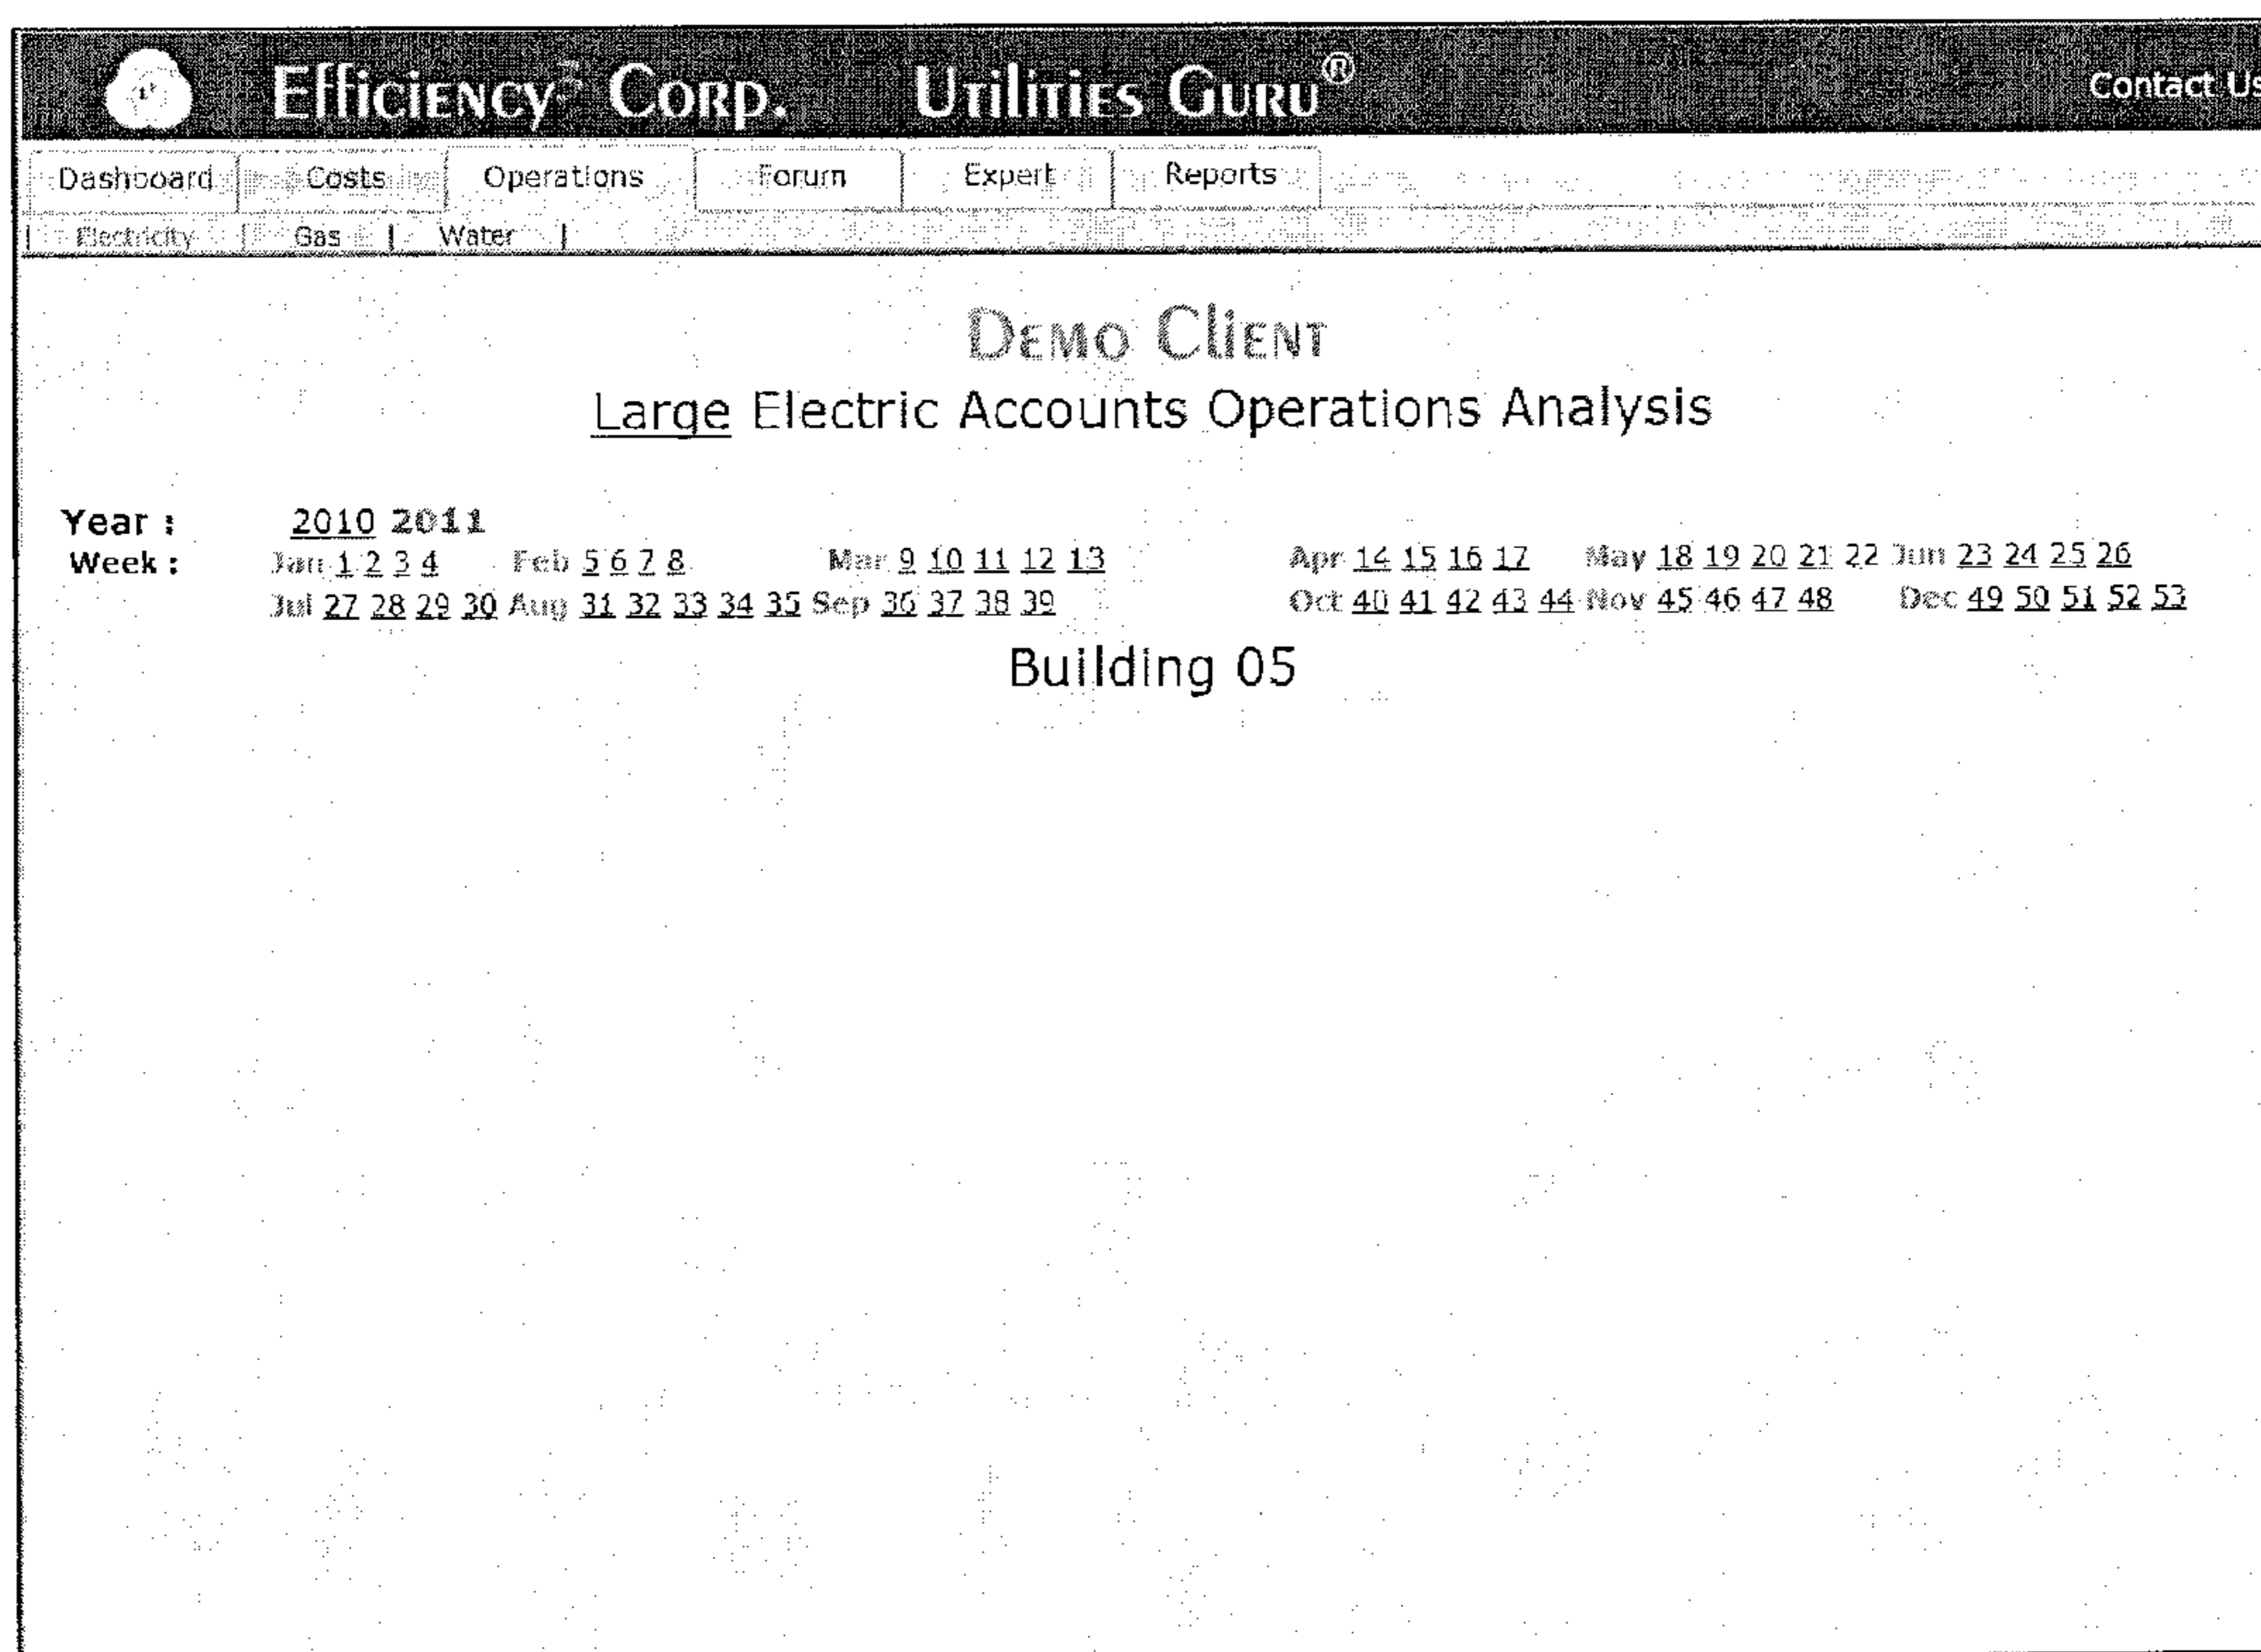 Efficiency³ Corp. Utilities Guru® Contact Us
Dashboard Costs Operations Forum Expert Reports
| Electricity | Gas | Water |
Demo Client
Large Electric Accounts Operations Analysis
Year : 2010 2011
Week : Jan 1 2 3 4 Feb 5 6 7 8 Mar 9 10 11 12 13 Apr 14 15 16 17 May 18 19 20 21 22 Jun 23 24 25 26
Jul 27 28 29 30 Aug 31 32 33 34 35 Sep 36 37 38 39 Oct 40 41 42 43 44 Nov 45 46 47 48 Dec 49 50 51 52 53
Building 05